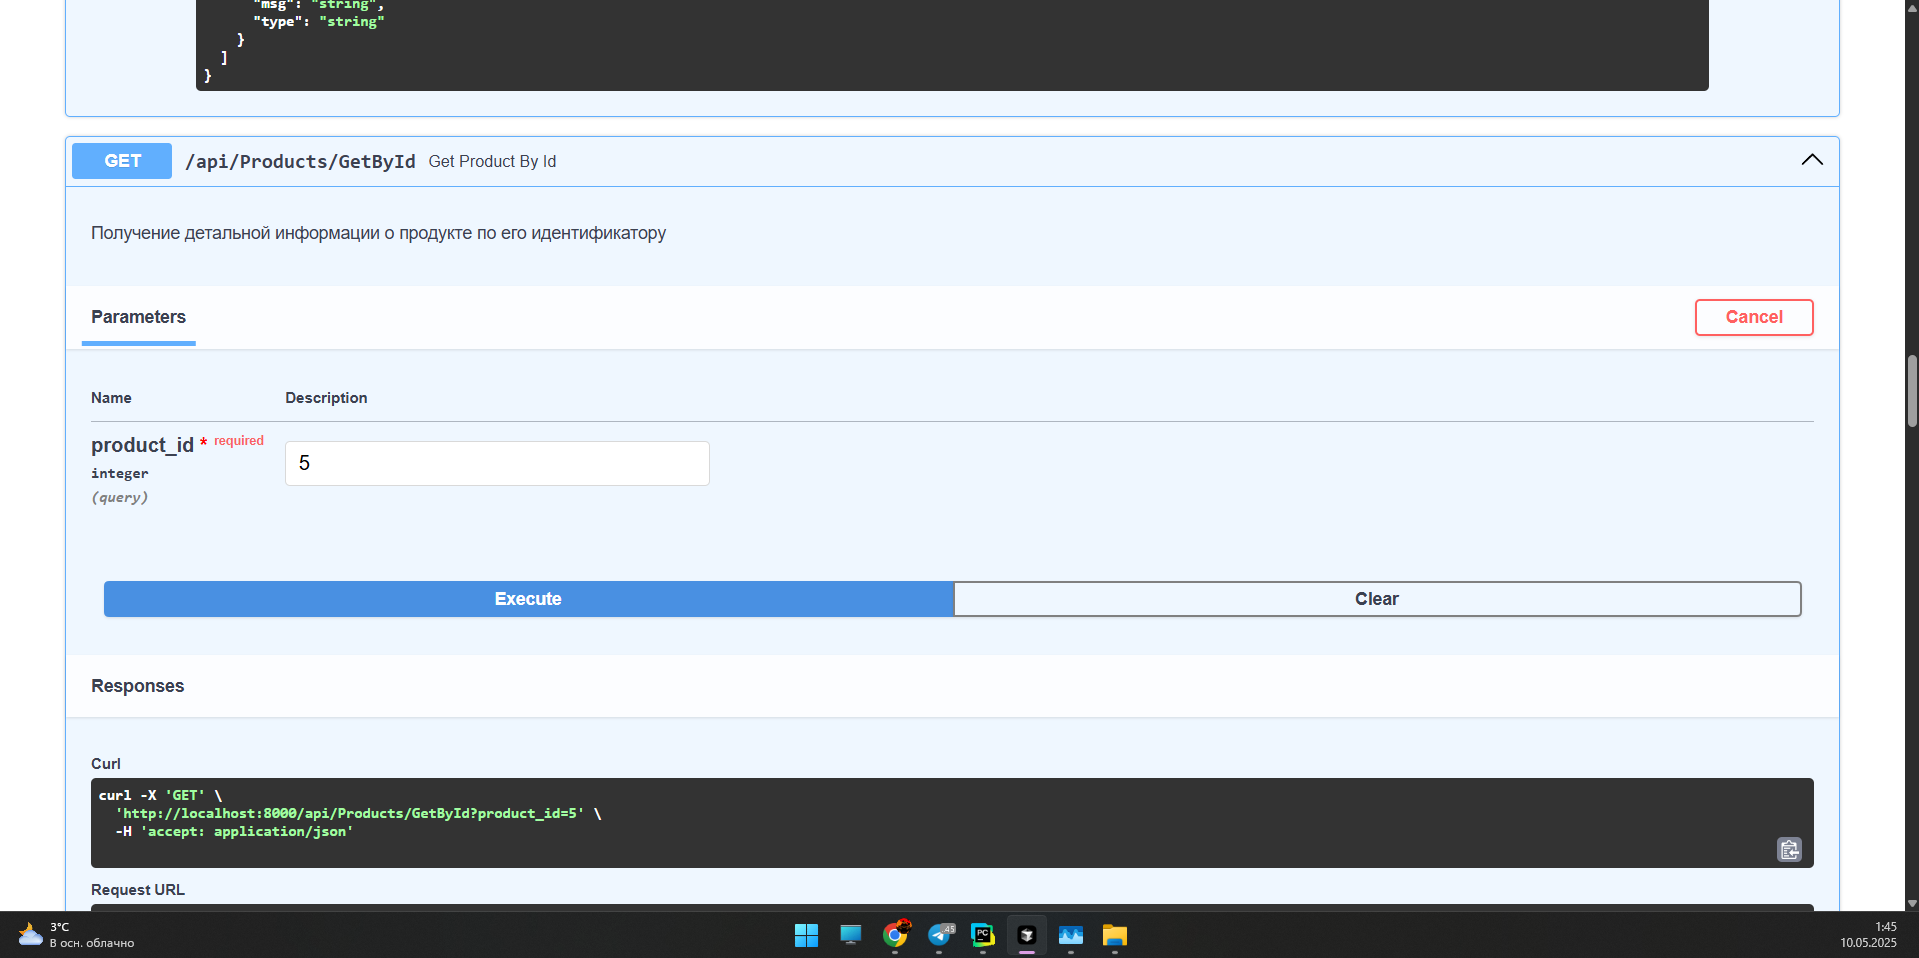 "msg": "string",
"type": "string"
}
]
}
GET /api/Products/GetById Get Product By Id
Получение детальной информации о продукте по его идентификатору
Parameters
Cancel
Name Description
product_id * required
integer
(query)
5
Execute
Clear
Responses
Curl
curl -X 'GET' \
'http://localhost:8000/api/Products/GetById?product_id=5' \
-H 'accept: application/json'
Request URL
3°C
В осн. облачно
45
PC
1:45
10.05.2025